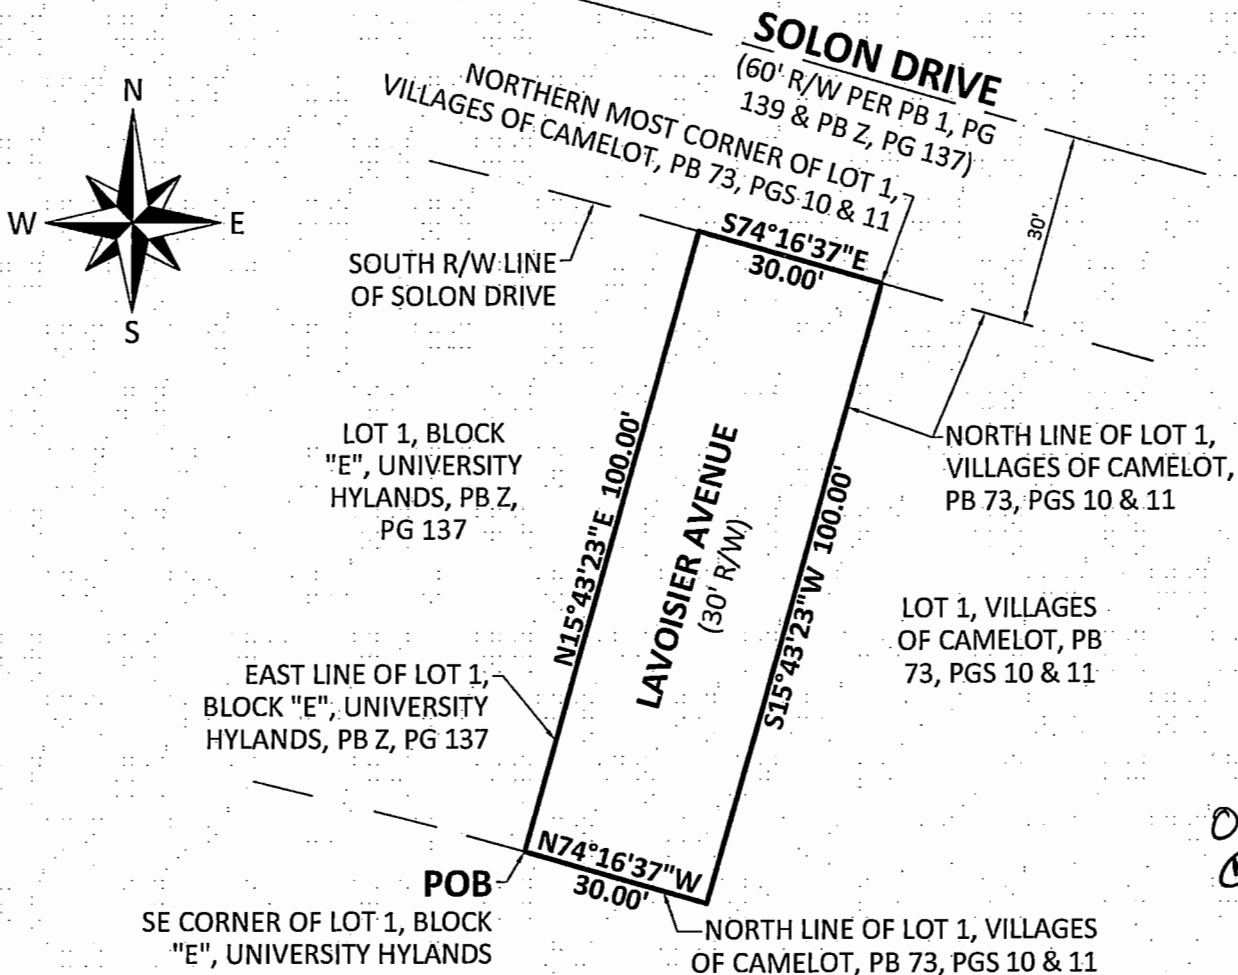 SOLON DRIVE
(60' R/W PER PB 1, PG
139 & PB Z, PG 137)
NORTHERN MOST CORNER OF LOT 1,
VILLAGES OF CAMELOT, PB 73, PGS 10 & 11
N
W
E
S
30'
S74°16'37"E
30.00'
SOUTH R/W LINE
OF SOLON DRIVE
LOT 1, BLOCK
"E", UNIVERSITY
HYLANDS, PB Z,
PG 137
N15°43'23"E 100.00'
LAVOISIER AVENUE
(30' R/W)
S15°43'23"W 100.00'
NORTH LINE OF LOT 1,
VILLAGES OF CAMELOT,
PB 73, PGS 10 & 11
LOT 1, VILLAGES
OF CAMELOT, PB
73, PGS 10 & 11
EAST LINE OF LOT 1,
BLOCK "E", UNIVERSITY
HYLANDS, PB Z, PG 137
N74°16'37"W
30.00'
POB
SE CORNER OF LOT 1, BLOCK
"E", UNIVERSITY HYLANDS
NORTH LINE OF LOT 1, VILLAGES
OF CAMELOT, PB 73, PGS 10 & 11